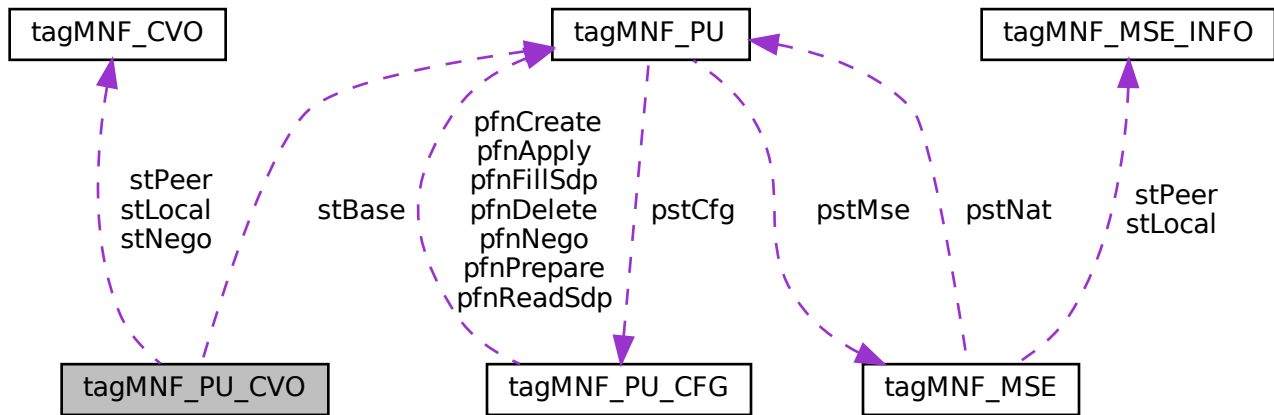 tagMNF_CVO
tagMNF_PU
tagMNF_MSE_INFO
stPeer
stLocal
stNego
stBase
pfnCreate
pfnApply
pfnFillSdp
pfnDelete
pfnNego
pfnPrepare
pfnReadSdp
pstCfg
pstMse
pstNat
stPeer
stLocal
tagMNF_PU_CVO
tagMNF_PU_CFG
tagMNF_MSE